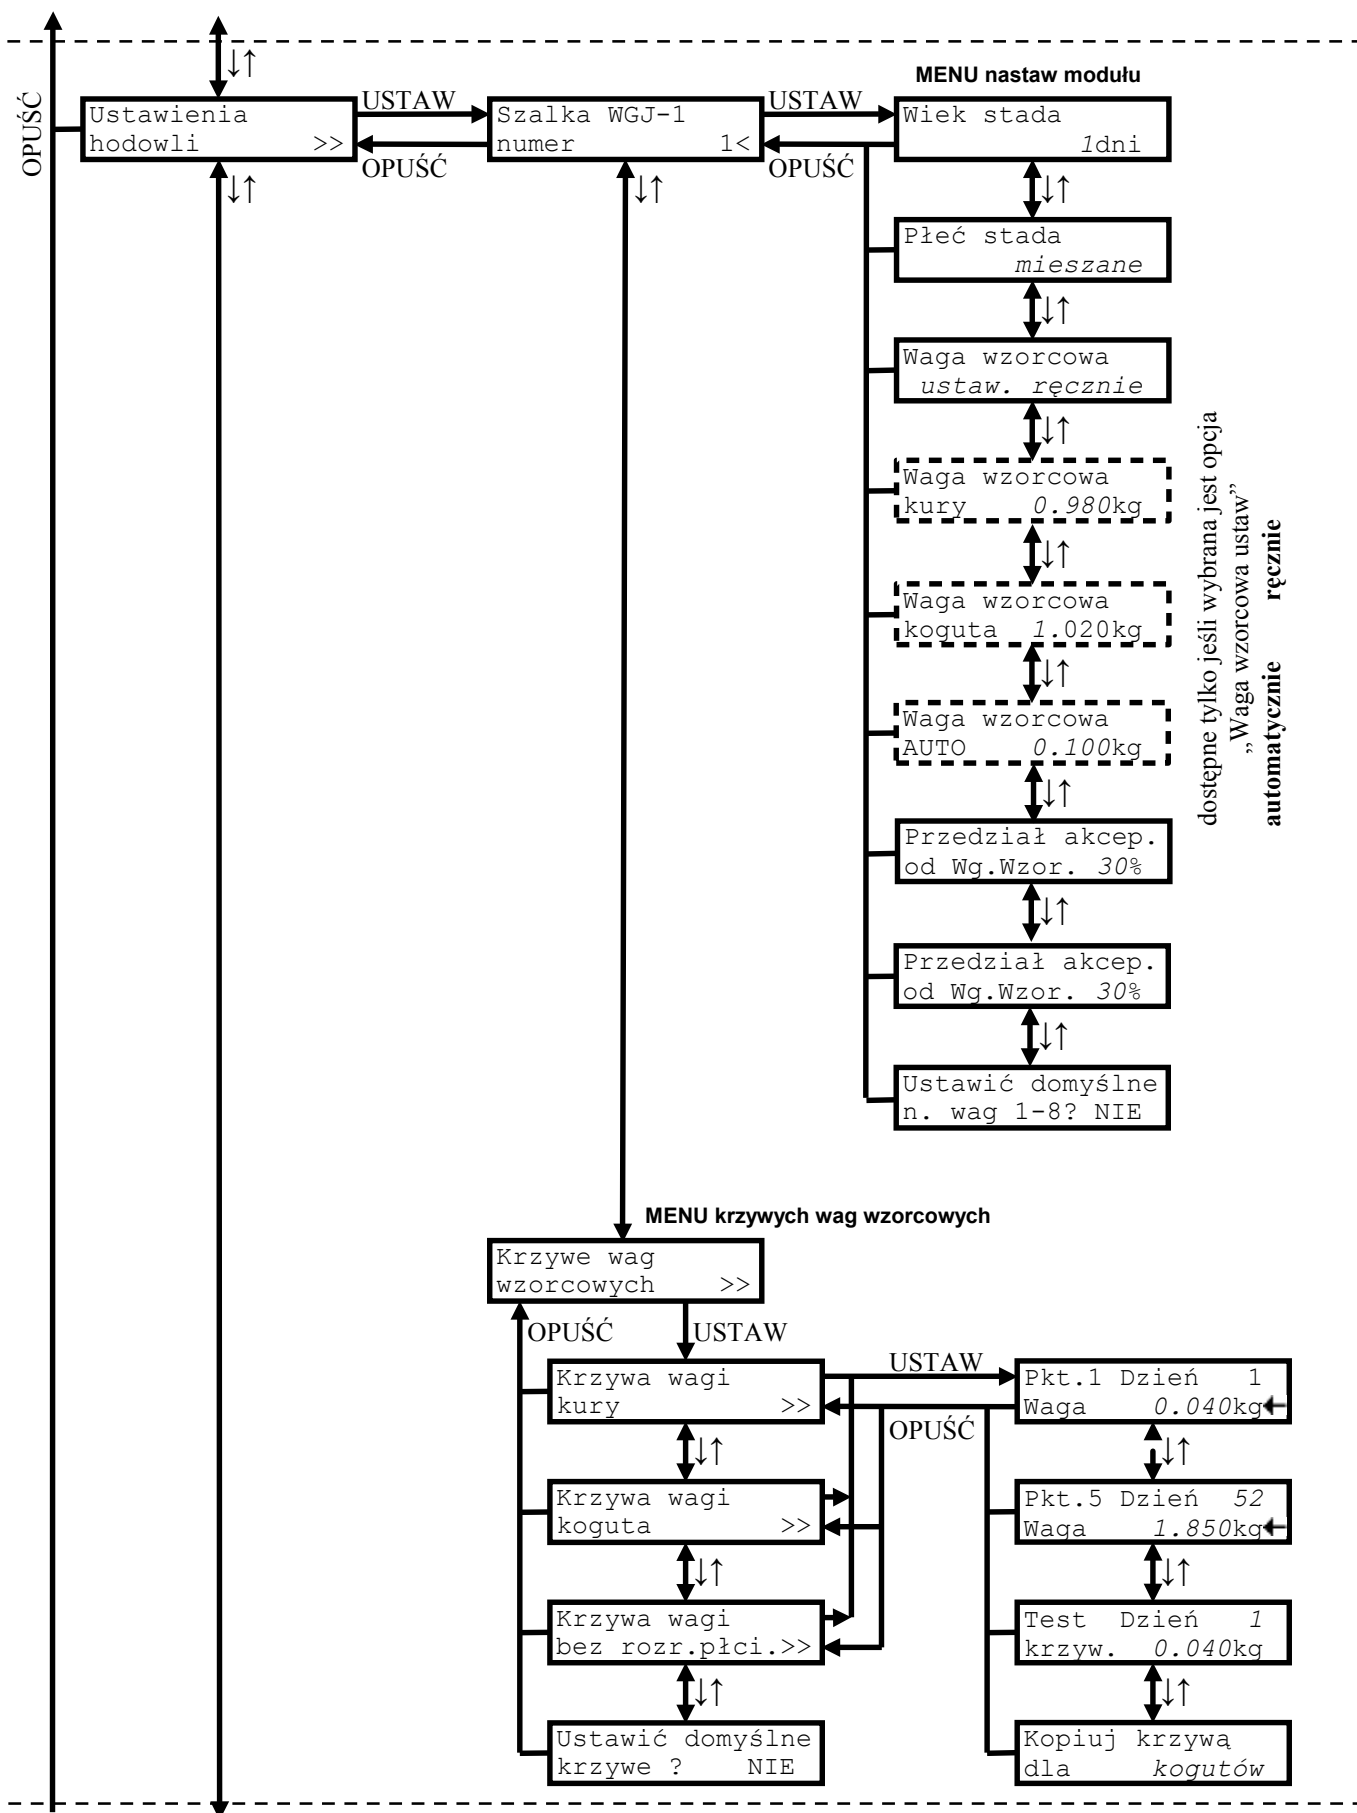 ↓↑
MENU nastaw modułu
OPUŚĆ
Ustawienia
hodowli >>
USTAW
OPUŚĆ
Szalka WGJ-1
numer 1<
USTAW
OPUŚĆ
Wiek stada
1dni
↓↑
↓↑
↓↑
Płeć stada
mieszane
↓↑
Waga wzorcowa
ustaw. ręcznie
↓↑
Waga wzorcowa
kury 0.980kg
↓↑
Waga wzorcowa
koguta 1.020kg
↓↑
Waga wzorcowa
AUTO 0.100kg
dostępne tylko jeśli wybrana jest opcja
„Waga wzorcowa ustaw”
automatycznie ręcznie
↓↑
Przedział akcep.
od Wg.Wzor. 30%
↓↑
Przedział akcep.
od Wg.Wzor. 30%
↓↑
Ustawić domyślne
n. wag 1-8? NIE
MENU krzywych wag wzorcowych
Krzywe wag
wzorcowych >>
OPUŚĆ
USTAW
Krzywa wagi
kury >>
USTAW
OPUŚĆ
Pkt.1 Dzień 1
Waga 0.040kg←
↓↑
↓↑
Krzywa wagi
koguta >>
Pkt.5 Dzień 52
Waga 1.850kg←
↓↑
↓↑
Krzywa wagi
bez rozr.płci.>>
Test Dzień 1
krzyw. 0.040kg
↓↑
↓↑
Ustawić domyślne
krzywe ? NIE
Kopiuj krzywą
dla kogutów